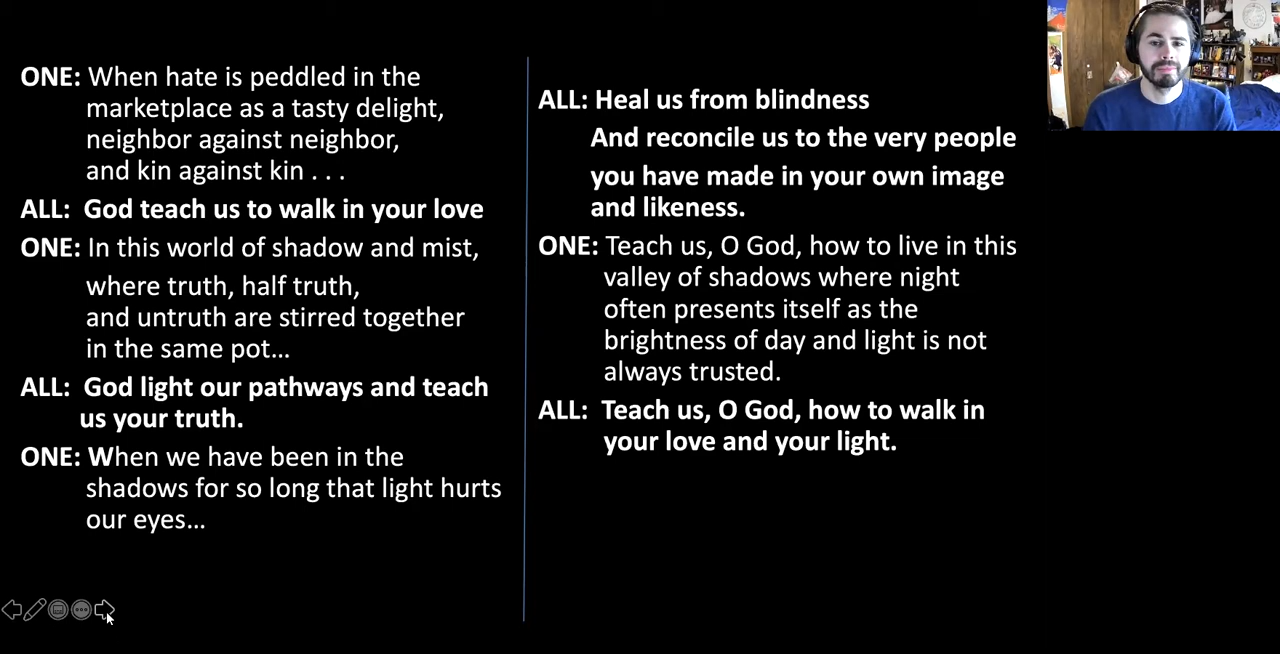 ONE: When hate is peddled in the
marketplace as a tasty delight,
neighbor against neighbor,
and kin against kin . . .
ALL: God teach us to walk in your love
ONE: In this world of shadow and mist,
where truth, half truth,
and untruth are stirred together
in the same pot...
ALL: God light our pathways and teach
us your truth.
ONE: When we have been in the
shadows for so long that light hurts
our eyes...
ALL: Heal us from blindness
And reconcile us to the very people
you have made in your own image
and likeness.
ONE: Teach us, O God, how to live in this
valley of shadows where night
often presents itself as the
brightness of day and light is not
always trusted.
ALL: Teach us, O God, how to walk in
your love and your light.